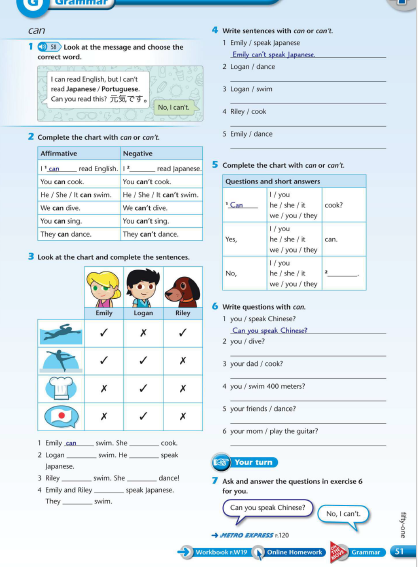 G Grammar
can
1 58 Look at the message and choose the
correct word.
I can read English, but I can't
read Japanese / Portuguese.
Can you read this? 元気です。
No, I can't.
2 Complete the chart with can or can't.
Affirmative Negative
I ¹ can read English. I ²______ read Japanese.
You can cook. You can't cook.
He / She / It can swim. He / She / It can't swim.
We can dive. We can't dive.
You can sing. You can't sing.
They can dance. They can't dance.
3 Look at the chart and complete the sentences.
Emily Logan Riley
✓ ✗ ✓
✓ ✓ ✗
✗ ✓ ✗
✗ ✓ ✗
1 Emily can swim. She ______ cook.
2 Logan ______ swim. He ______ speak
Japanese.
3 Riley ______ swim. She ______ dance!
4 Emily and Riley ______ speak Japanese.
They ______ swim.
4 Write sentences with can or can't.
1 Emily / speak Japanese
Emily can't speak Japanese.
2 Logan / dance
3 Logan / swim
4 Riley / cook
5 Emily / dance
5 Complete the chart with can or can't.
Questions and short answers
I / you
¹ Can he / she / it cook?
we / you / they
I / you
Yes, he / she / it can.
we / you / they
I / you
No, he / she / it ²______.
we / you / they
6 Write questions with can.
1 you / speak Chinese?
Can you speak Chinese?
2 you / dive?
3 your dad / cook?
4 you / swim 400 meters?
5 your friends / dance?
6 your mom / play the guitar?
Your turn
7 Ask and answer the questions in exercise 6
for you.
Can you speak Chinese?
No, I can't.
METRO EXPRESS P.120
fifty-one
Workbook P.W19 Online Homework Grammar 51